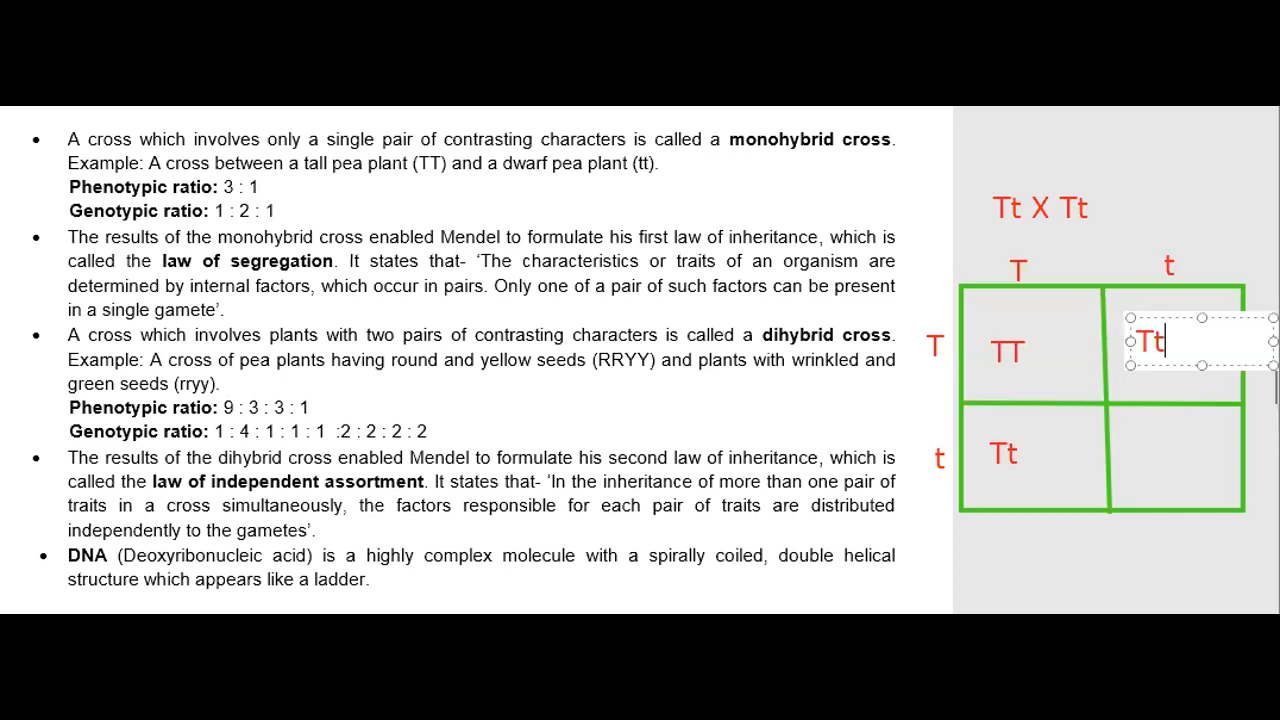 • A cross which involves only a single pair of contrasting characters is called a monohybrid cross.
Example: A cross between a tall pea plant (TT) and a dwarf pea plant (tt).
Phenotypic ratio: 3 : 1
Genotypic ratio: 1 : 2 : 1
• The results of the monohybrid cross enabled Mendel to formulate his first law of inheritance, which is
called the law of segregation. It states that- ‘The characteristics or traits of an organism are
determined by internal factors, which occur in pairs. Only one of a pair of such factors can be present
in a single gamete’.
• A cross which involves plants with two pairs of contrasting characters is called a dihybrid cross.
Example: A cross of pea plants having round and yellow seeds (RRYY) and plants with wrinkled and
green seeds (rryy).
Phenotypic ratio: 9 : 3 : 3 : 1
Genotypic ratio: 1 : 4 : 1 : 1 : 1 :2 : 2 : 2 : 2
• The results of the dihybrid cross enabled Mendel to formulate his second law of inheritance, which is
called the law of independent assortment. It states that- ‘In the inheritance of more than one pair of
traits in a cross simultaneously, the factors responsible for each pair of traits are distributed
independently to the gametes’.
• DNA (Deoxyribonucleic acid) is a highly complex molecule with a spirally coiled, double helical
structure which appears like a ladder.
Tt X Tt
T t
T TT Tt
t Tt